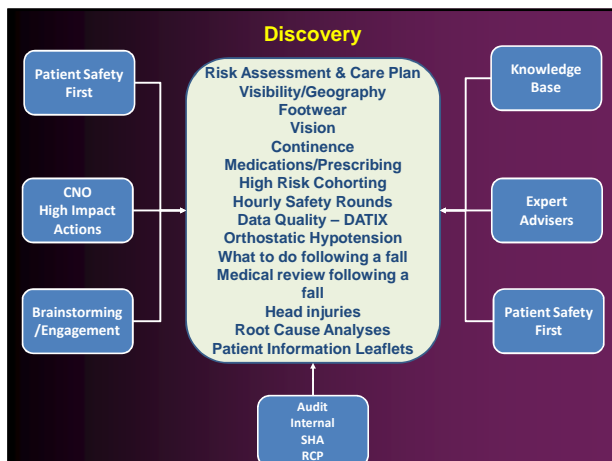 Discovery
Patient Safety
First
CNO
High Impact
Actions
Brainstorming
/Engagement
Risk Assessment & Care Plan
Visibility/Geography
Footwear
Vision
Continence
Medications/Prescribing
High Risk Cohorting
Hourly Safety Rounds
Data Quality – DATIX
Orthostatic Hypotension
What to do following a fall
Medical review following a
fall
Head injuries
Root Cause Analyses
Patient Information Leaflets
Knowledge
Base
Expert
Advisers
Patient Safety
First
Audit
Internal
SHA
RCP